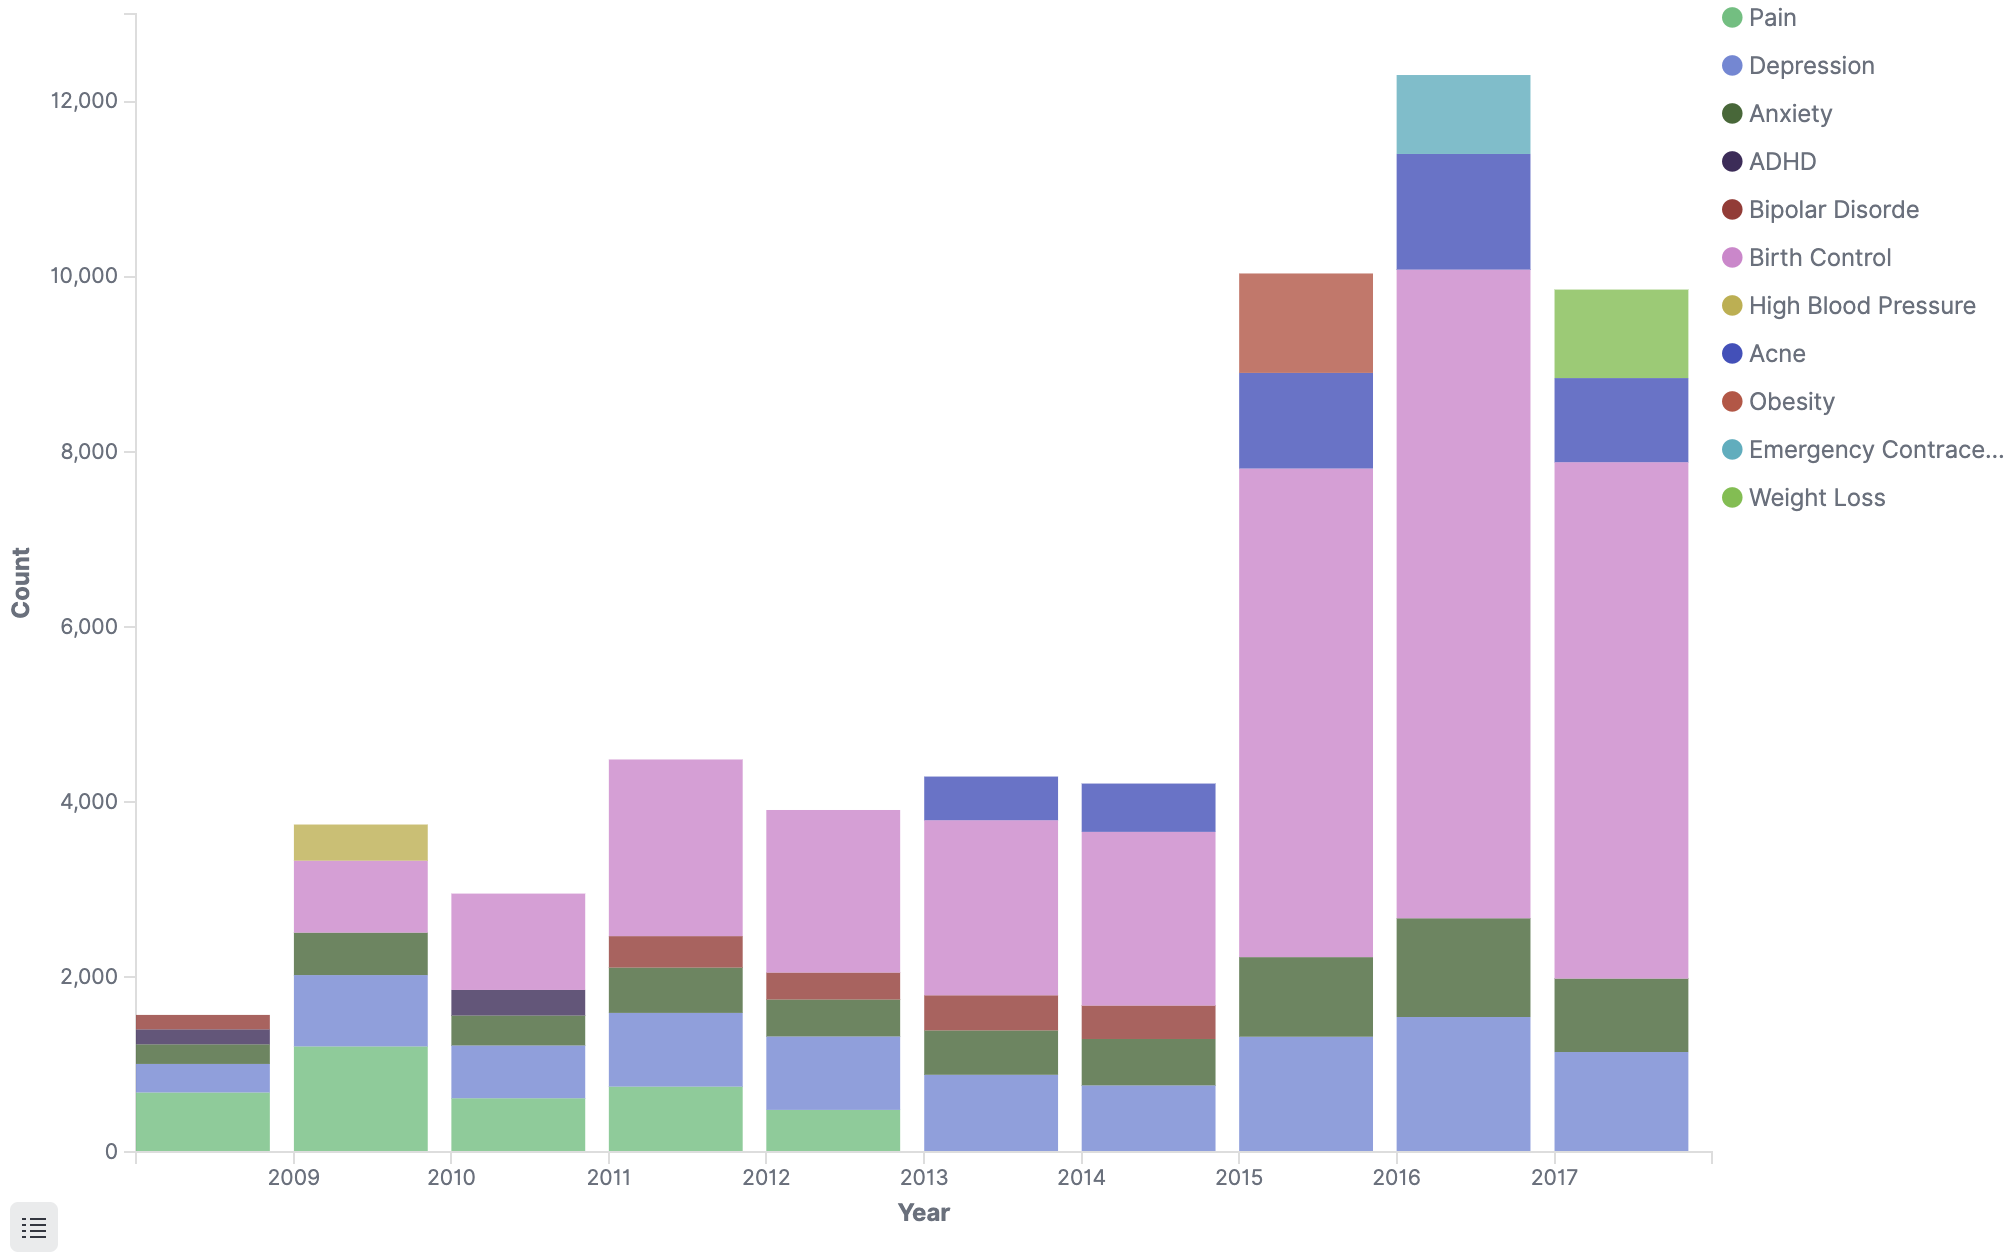 Pain
Depression
Anxiety
ADHD
Bipolar Disorde
Birth Control
High Blood Pressure
Acne
Obesity
Emergency Contrace...
Weight Loss
12,000
10,000
8,000
6,000
4,000
2,000
0
Count
2009 2010 2011 2012 2013 2014 2015 2016 2017
Year